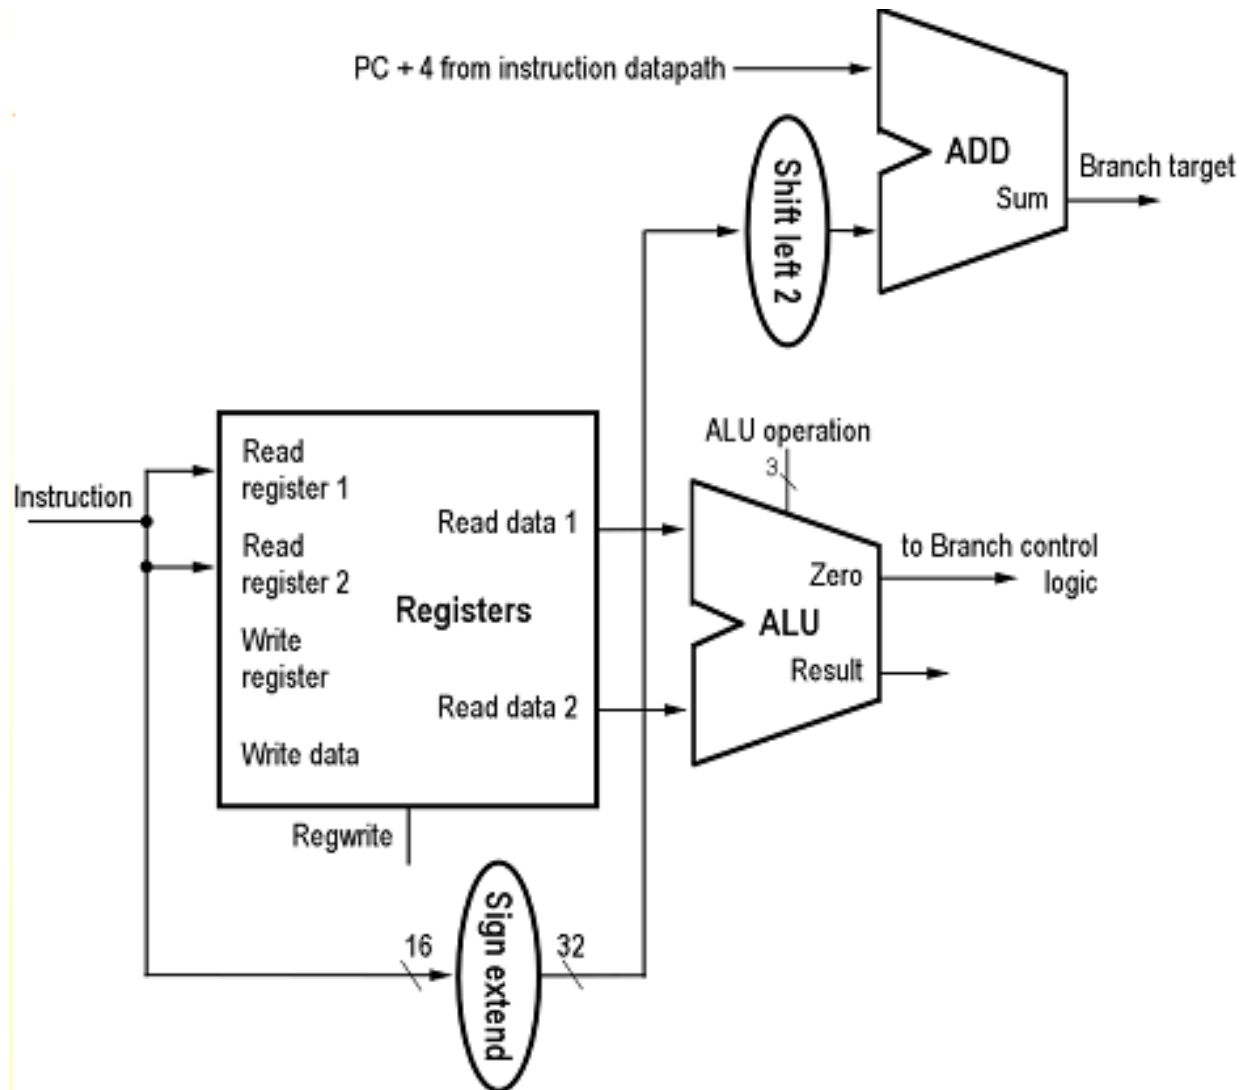 PC + 4 from instruction datapath
ADD
Sum
Branch target
Shift left 2
ALU operation
3
Instruction
Read
register 1
Read
register 2
Write
register
Write data
Read data 1
Registers
Read data 2
Regwrite
Zero
ALU
Result
to Branch control
logic
16
Sign extend
32